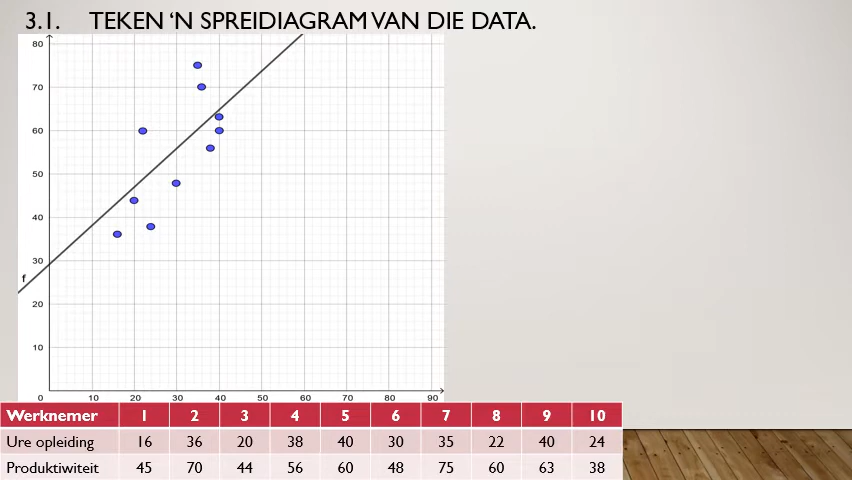 3.1. TEKEN ‘N SPREIDIAGRAM VAN DIE DATA.
80
70
60
50
40
30
f
20
10
0 10 20 30 40 50 60 70 80 90
Werknemer 1 2 3 4 5 6 7 8 9 10
Ure opleiding 16 36 20 38 40 30 35 22 40 24
Produktiwiteit 45 70 44 56 60 48 75 60 63 38